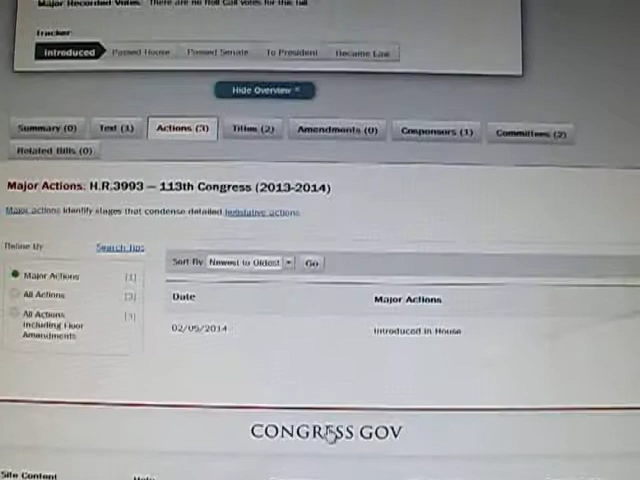 Major Recorded Votes: There are no Roll Call votes for this bill
Tracker:
Introduced Passed House Passed Senate To President Became Law
Hide Overview
Summary (0) Text (1) Actions (3) Titles (2) Amendments (0) Cosponsors (1) Committees (2)
Related Bills (0)
Major Actions: H.R.3993 — 113th Congress (2013-2014)
Major actions identify stages that condense detailed legislative actions.
Refine By Search Tips
Sort By Newest to Oldest Go
Major Actions [1]
All Actions [3]
All Actions [3]
Including Floor
Amendments
Date Major Actions
02/05/2014 Introduced in House
CONGRESS GOV
Site Content Help